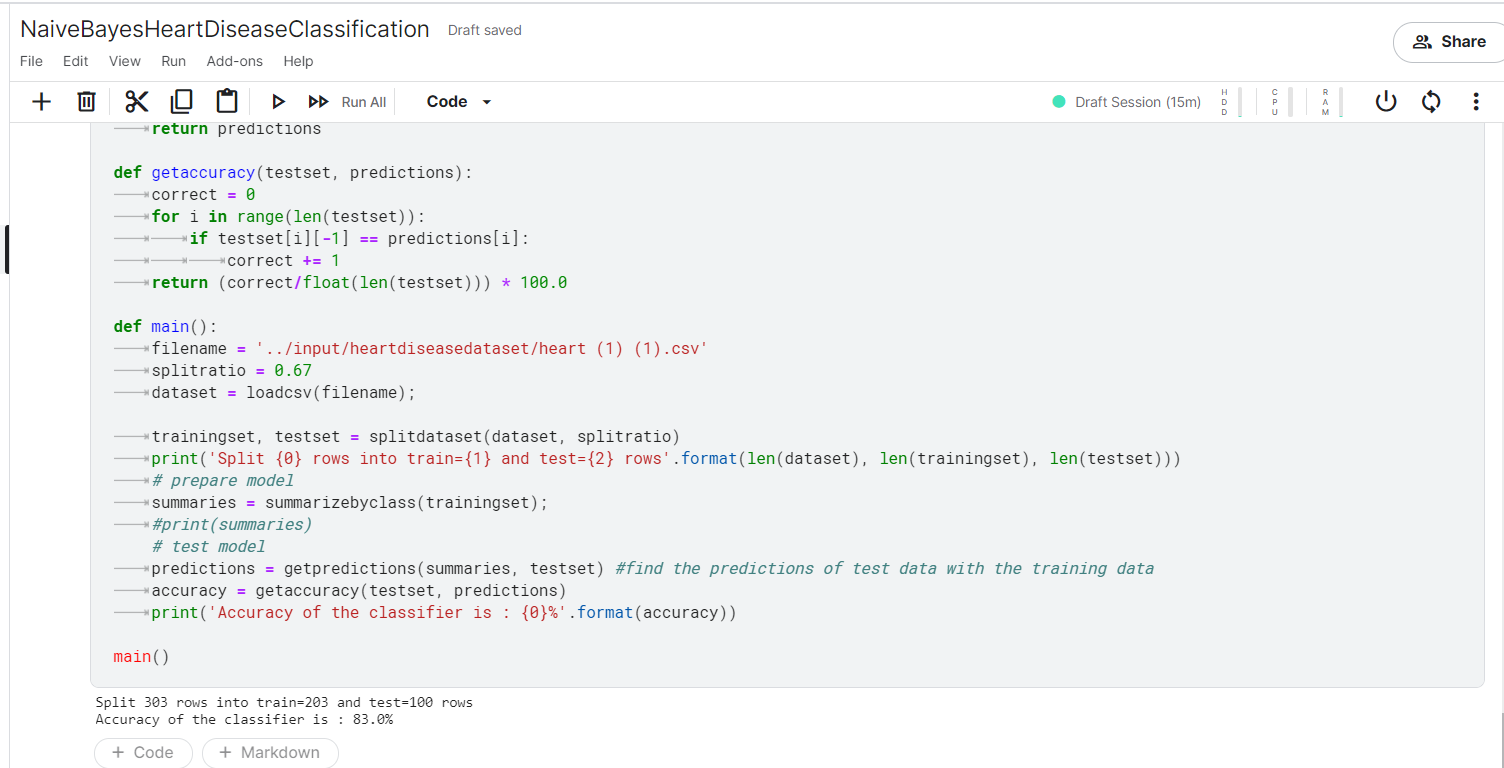 NaiveBayesHeartDiseaseClassification Draft saved
Share
File Edit View Run Add-ons Help
Run All Code Draft Session (15m) HDD CPU RAM
return predictions
def getaccuracy(testset, predictions):
correct = 0
for i in range(len(testset)):
if testset[i][-1] == predictions[i]:
correct += 1
return (correct/float(len(testset))) * 100.0
def main():
filename = '../input/heartdiseasedataset/heart (1) (1).csv'
splitratio = 0.67
dataset = loadcsv(filename);
trainingset, testset = splitdataset(dataset, splitratio)
print('Split {0} rows into train={1} and test={2} rows'.format(len(dataset), len(trainingset), len(testset)))
# prepare model
summaries = summarizebyclass(trainingset);
#print(summaries)
# test model
predictions = getpredictions(summaries, testset) #find the predictions of test data with the training data
accuracy = getaccuracy(testset, predictions)
print('Accuracy of the classifier is : {0}%'.format(accuracy))
main()
Split 303 rows into train=203 and test=100 rows
Accuracy of the classifier is : 83.0%
+ Code + Markdown